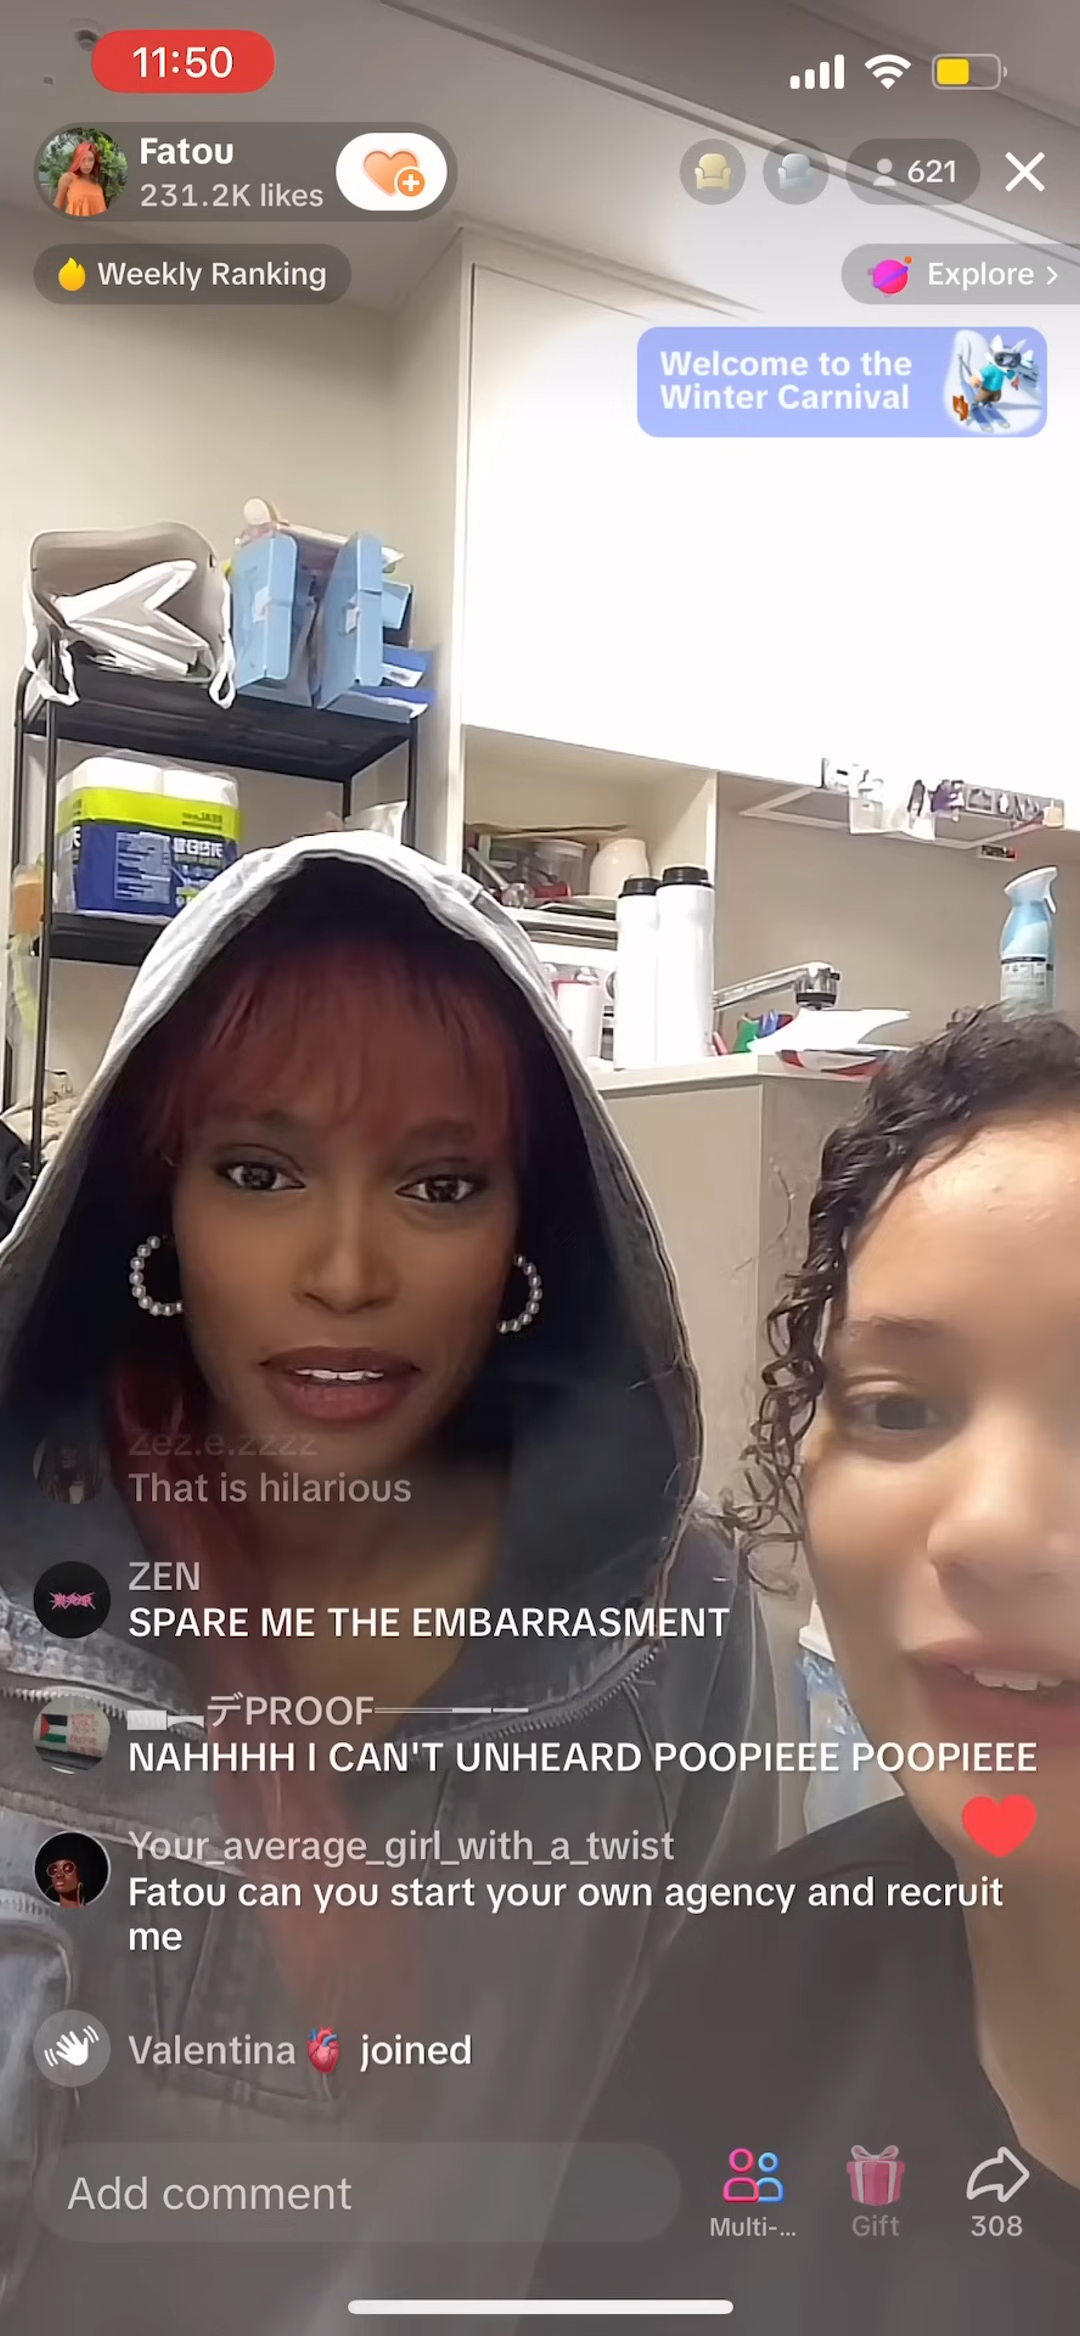 11:50
Fatou
231.2K likes
621
Weekly Ranking
Explore >
Welcome to the
Winter Carnival
zez.e.zzzz
That is hilarious
ZEN
SPARE ME THE EMBARRASMENT
デPROOF
NAHHHH I CAN'T UNHEARD POOPIEEE POOPIEEE
Your_average_girl_with_a_twist
Fatou can you start your own agency and recruit
me
Valentina 🫀 joined
Add comment
Multi-...
Gift
308